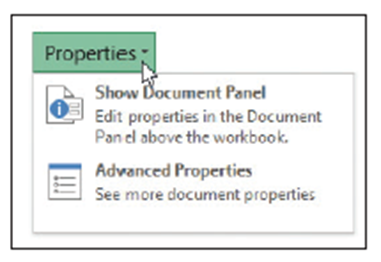 Properties
Show Document Panel
Edit properties in the Document
Panel above the workbook.
Advanced Properties
See more document properties